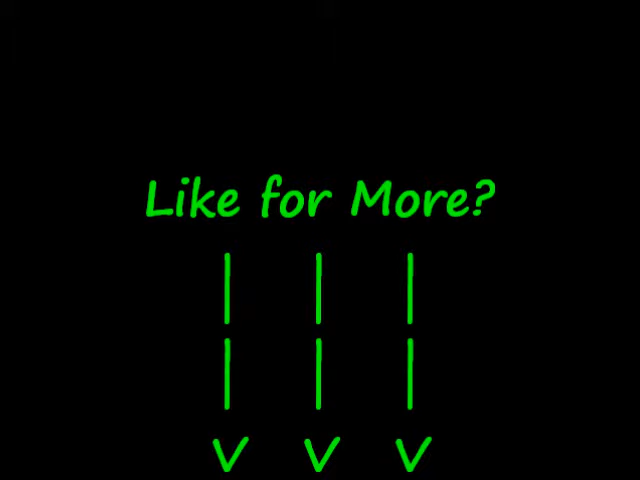 Like for More?
| | |
| | |
V V V